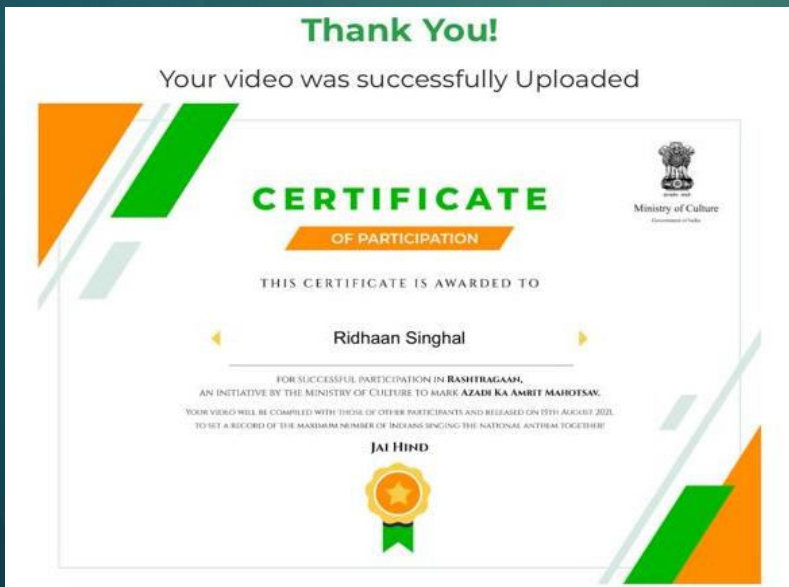 Thank You!
Your video was successfully Uploaded
CERTIFICATE
Ministry of Culture
Government of India
OF PARTICIPATION
THIS CERTIFICATE IS AWARDED TO
Ridhaan Singhal
FOR SUCCESSFUL PARTICIPATION IN RASHTRAGAAN,
AN INITIATIVE BY THE MINISTRY OF CULTURE TO MARK AZADI KA AMRIT MAHOTSAV.
YOUR VIDEO WILL BE COMPILED WITH THOSE OF OTHER PARTICIPANTS AND RELEASED ON 15TH AUGUST 2021,
TO SET A RECORD OF THE MAXIMUM NUMBER OF INDIANS SINGING THE NATIONAL ANTHEM TOGETHER!
JAI HIND